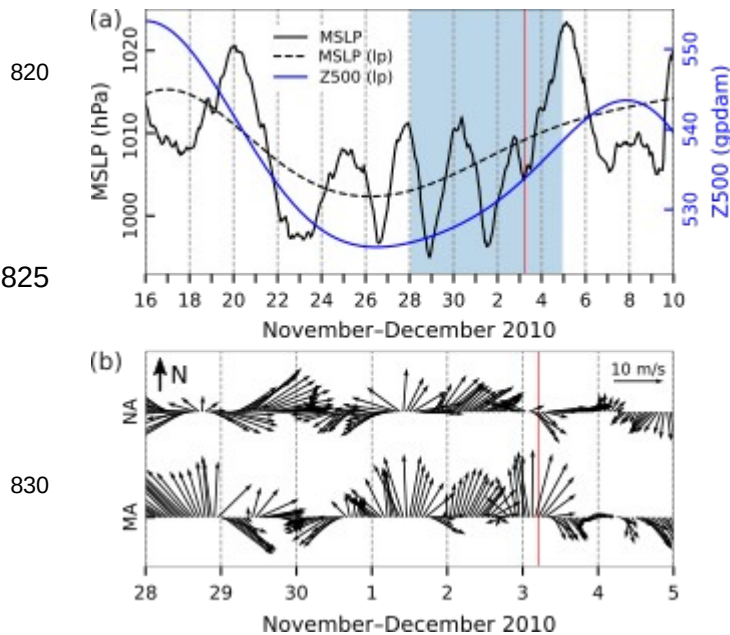 (a)
MSLP
MSLP (lp)
Z500 (lp)
820
1020
1010
1000
MSLP (hPa)
550
540
530
Z500 (gpdam)
825
16 18 20 22 24 26 28 30 2 4 6 8 10
November–December 2010
(b)
N
10 m/s
NA
830
MA
28 29 30 1 2 3 4 5
November–December 2010